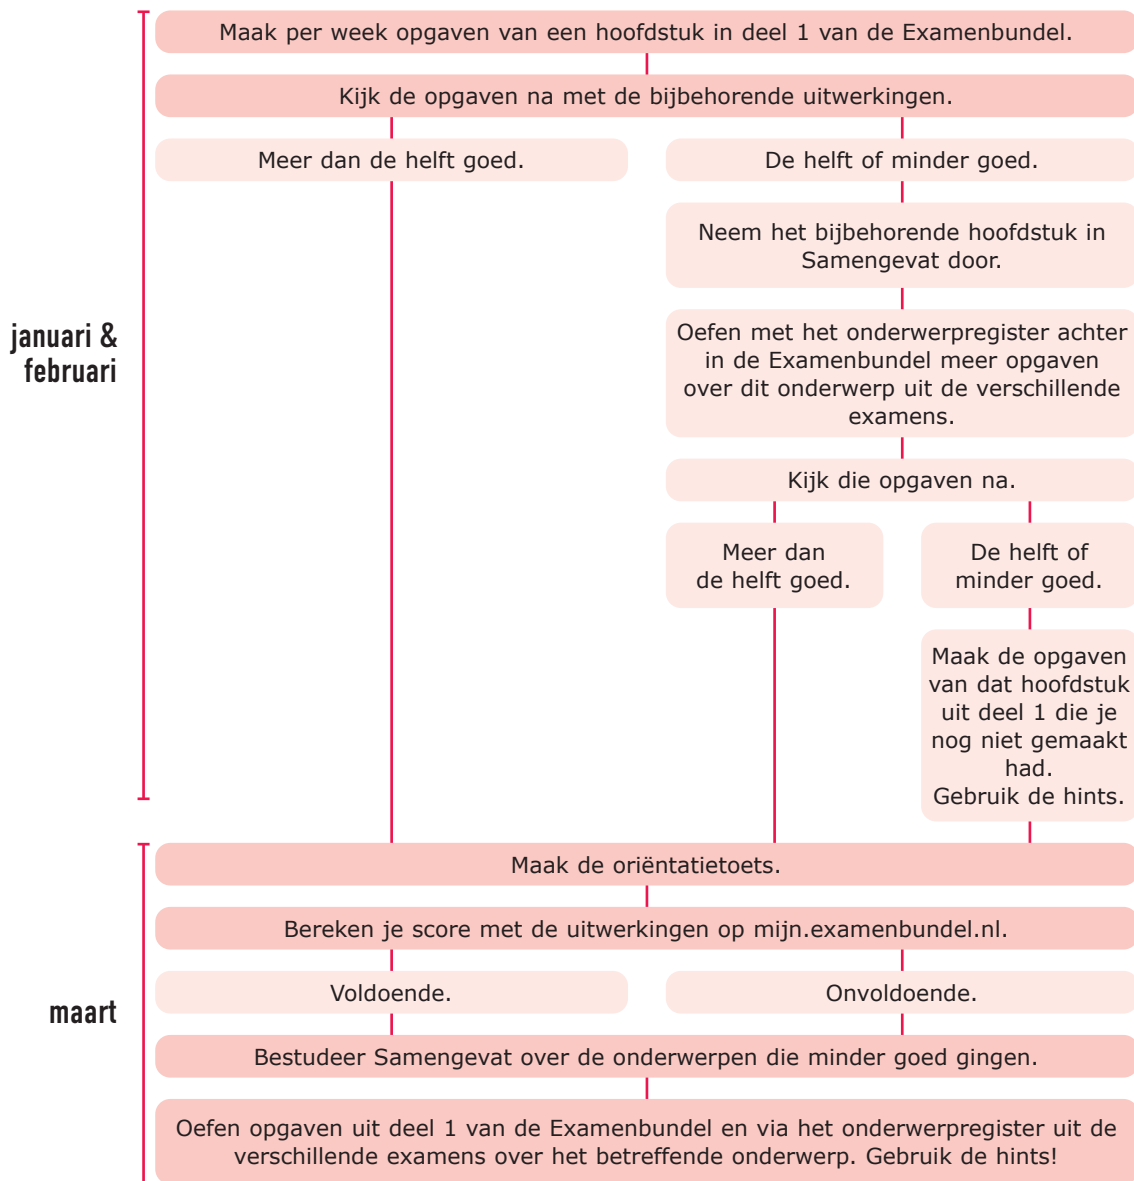 Maak per week opgaven van een hoofdstuk in deel 1 van de Examenbundel.
Kijk de opgaven na met de bijbehorende uitwerkingen.
Meer dan de helft goed.
De helft of minder goed.
Neem het bijbehorende hoofdstuk in
Samengevat door.
januari &
februari
Oefen met het onderwerpregister achter
in de Examenbundel meer opgaven
over dit onderwerp uit de verschillende
examens.
Kijk die opgaven na.
Meer dan
de helft goed.
De helft of
minder goed.
Maak de opgaven
van dat hoofdstuk
uit deel 1 die je
nog niet gemaakt
had.
Gebruik de hints.
Maak de oriëntatietoets.
Bereken je score met de uitwerkingen op mijn.examenbundel.nl.
maart
Voldoende.
Onvoldoende.
Bestudeer Samengevat over de onderwerpen die minder goed gingen.
Oefen opgaven uit deel 1 van de Examenbundel en via het onderwerpregister uit de
verschillende examens over het betreffende onderwerp. Gebruik de hints!